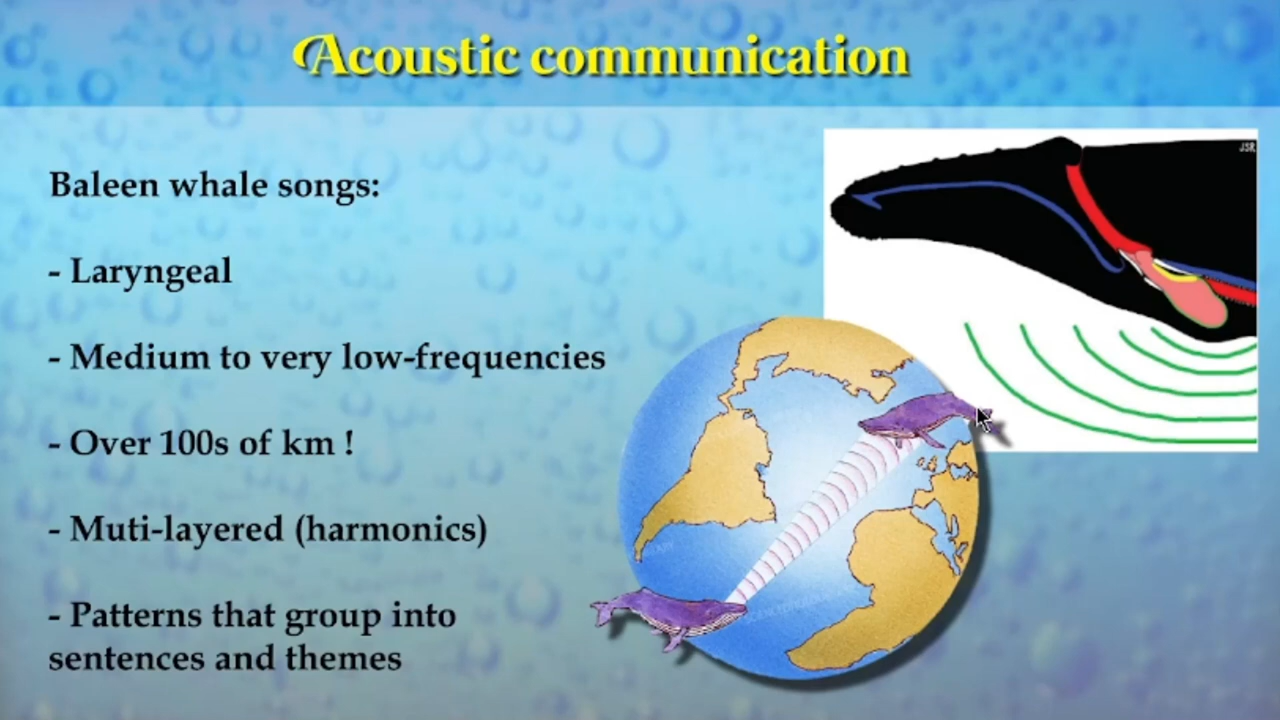 Acoustic communication
Baleen whale songs:
- Laryngeal
- Medium to very low-frequencies
- Over 100s of km !
- Muti-layered (harmonics)
- Patterns that group into
sentences and themes
JSR